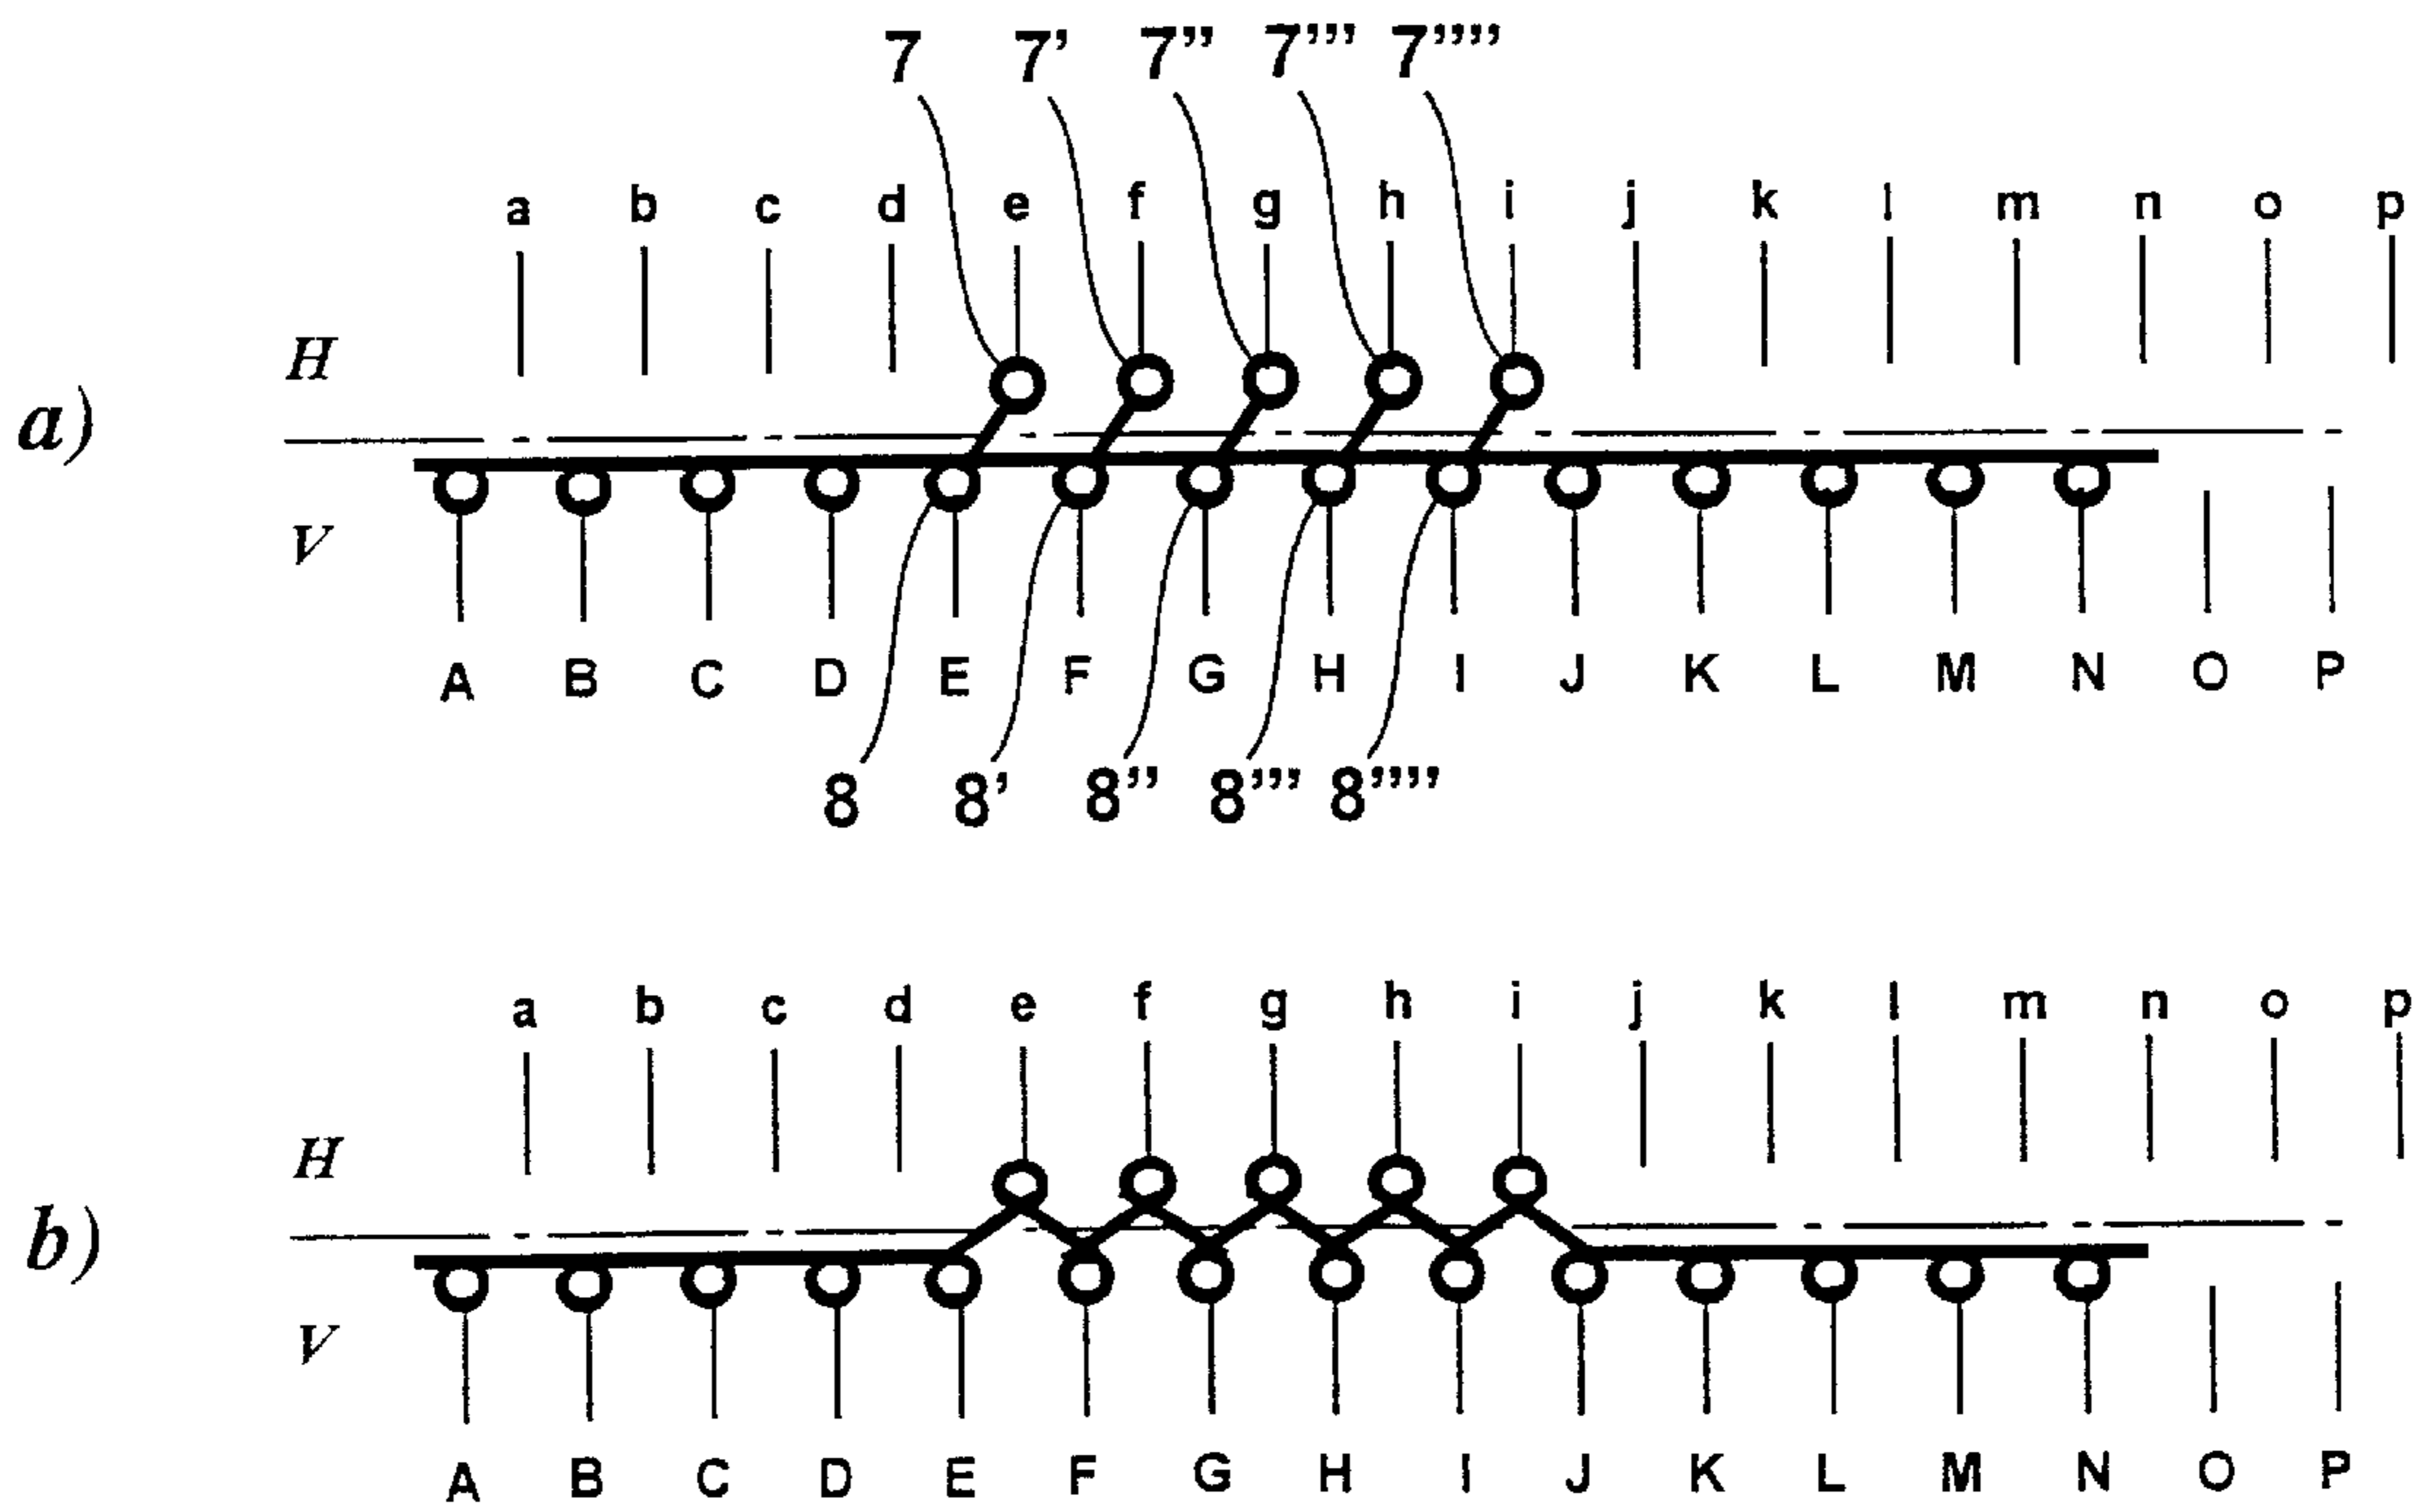 7 7’ 7’’ 7’’’ 7’’’’
a b c d e f g h i j k l m n o p
H
a)
V
A B C D E F G H I J K L M N O P
8 8’ 8’’ 8’’’ 8’’’’
a b c d e f g h i j k l m n o p
H
b)
V
A B C D E F G H I J K L M N O P